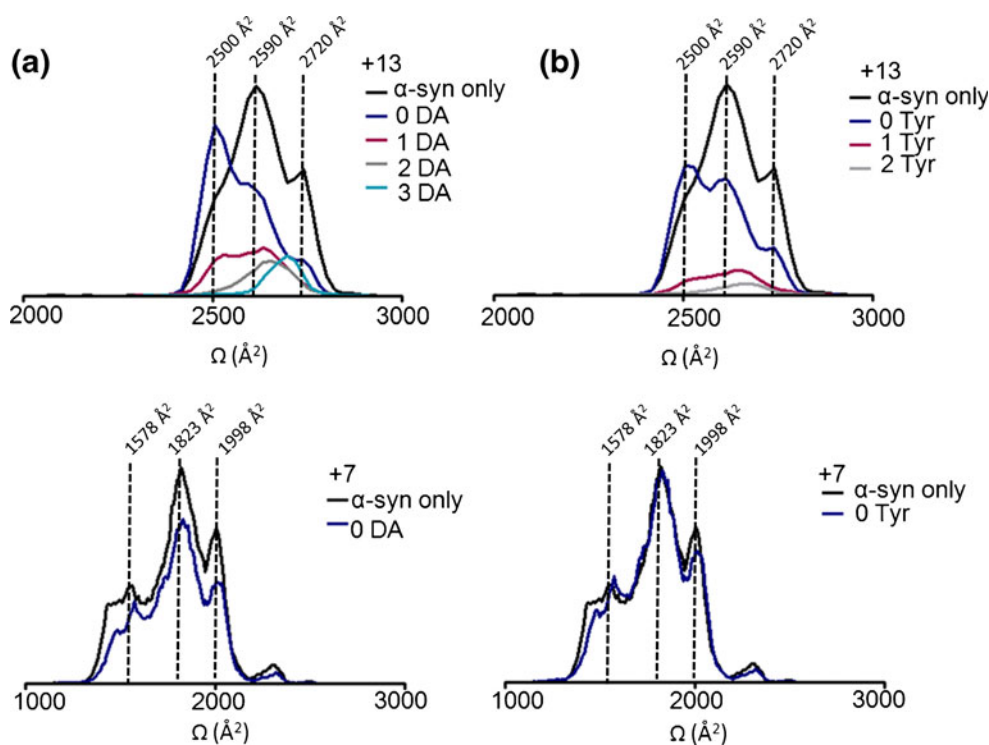 (a)
2500 Å²
2590 Å²
2720 Å²
+13
α-syn only
0 DA
1 DA
2 DA
3 DA
2000
2500
3000
Ω (Å²)
(b)
2500 Å²
2590 Å²
2720 Å²
+13
α-syn only
0 Tyr
1 Tyr
2 Tyr
2000
2500
3000
Ω (Å²)
1578 Å²
1823 Å²
1998 Å²
+7
α-syn only
0 DA
1000
2000
3000
Ω (Å²)
1578 Å²
1823 Å²
1998 Å²
+7
α-syn only
0 Tyr
1000
2000
3000
Ω (Å²)